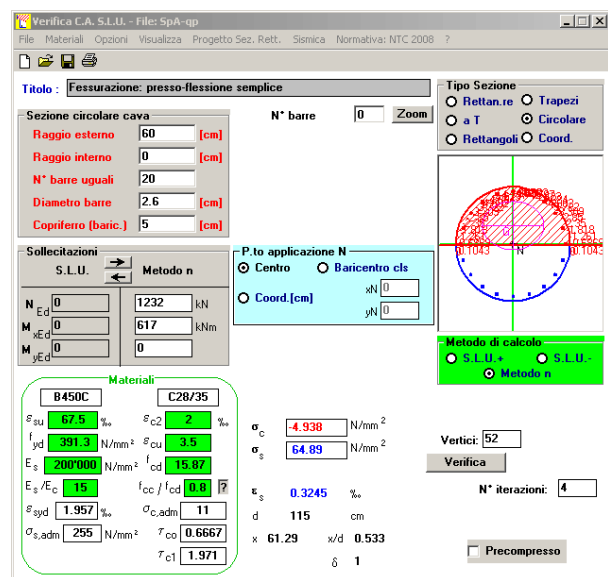 Verifica C.A. S.L.U. - File: SpA-qp
File Materiali Opzioni Visualizza Progetto Sez. Rett. Sismica Normativa: NTC 2008 ?
Titolo : Fessurazione: presso-flessione semplice
Tipo Sezione
Rettan.re Trapezi
a T Circolare
Rettangoli Coord.
N* barre 0 Zoom
Sezione circolare cava
Raggio esterno 60 [cm]
Raggio interno 0 [cm]
N* barre uguali 20
Diametro barre 2.6 [cm]
Copriferro (baric.) 5 [cm]
N
Sollecitazioni
S.L.U. Metodo n
N Ed 0 1232 kN
M xEd 0 617 kNm
M yEd 0 0
P.to applicazione N
Centro Baricentro cls
Coord.[cm] xN 0
yN 0
Metodo di calcolo
S.L.U.+ S.L.U.-
Metodo n
Materiali
B450C C28/35
εsu 67.5 ‰ εc2 2 ‰
fyd 391.3 N/mm² εcu 3.5
Es 200'000 N/mm² fcd 15.87
Es/Ec 15 fcc / fcd 0.8 ?
εsyd 1.957 ‰ σc,adm 11
σs,adm 255 N/mm² τco 0.6667
τc1 1.971
σc -4.938 N/mm²
σs 64.89 N/mm²
εs 0.3245 ‰
d 115 cm
x 61.29 x/d 0.533
δ 1
Vertici: 52
Verifica
N* iterazioni: 4
Precompresso